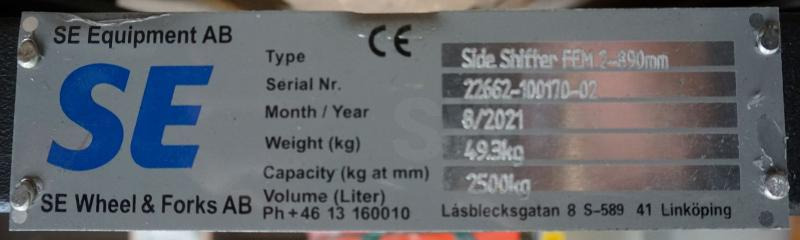 SE Equipment AB
CE
SE
Type Side Shifter FEM 2-890mm
Serial Nr. 22662-100170-02
Month / Year 8/2021
Weight (kg) 49.3kg
Capacity (kg at mm) 2500kg
Volume (Liter)
SE Wheel & Forks AB Ph+46 13 160010 Låsblecksgatan 8 S-589 41 Linköping